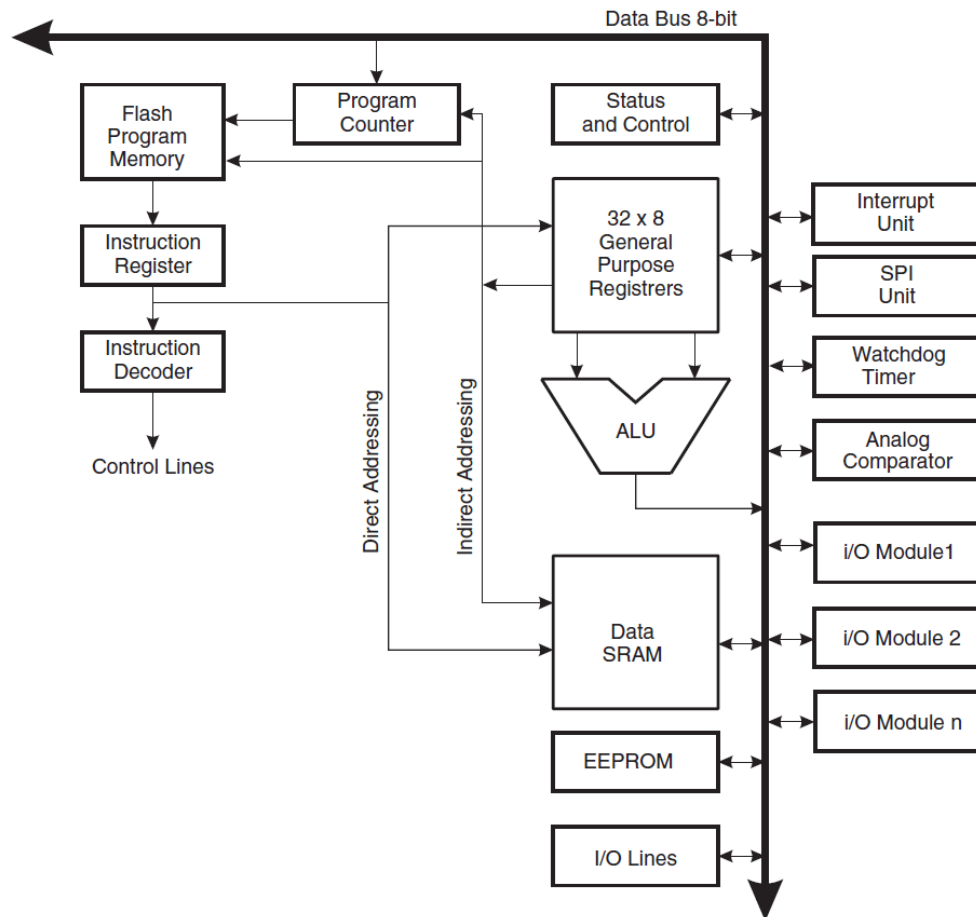 Data Bus 8-bit
Flash
Program
Memory
Program
Counter
Status
and Control
32 x 8
General
Purpose
Registrers
Interrupt
Unit
Instruction
Register
SPI
Unit
Instruction
Decoder
Watchdog
Timer
Control Lines
Direct Addressing
Indirect Addressing
ALU
Analog
Comparator
i/O Module1
Data
SRAM
i/O Module 2
i/O Module n
EEPROM
I/O Lines